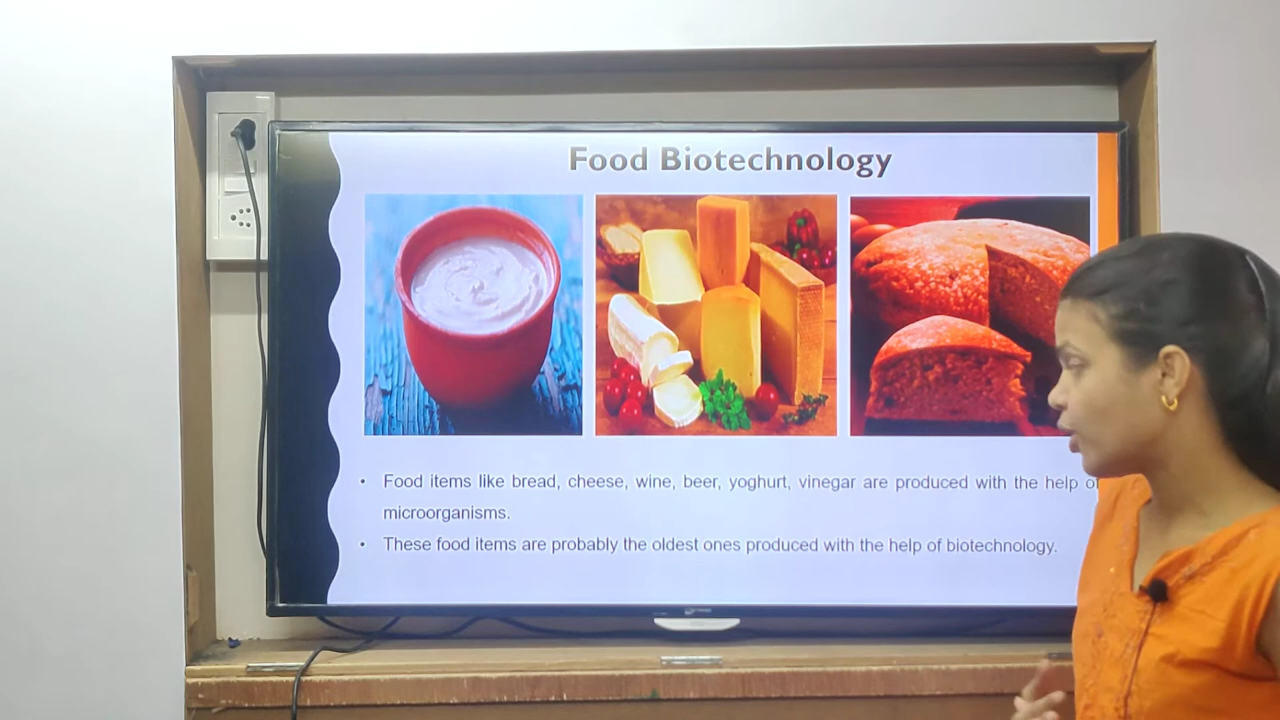 Food Biotechnology
• Food items like bread, cheese, wine, beer, yoghurt, vinegar are produced with the help of
microorganisms.
• These food items are probably the oldest ones produced with the help of biotechnology.